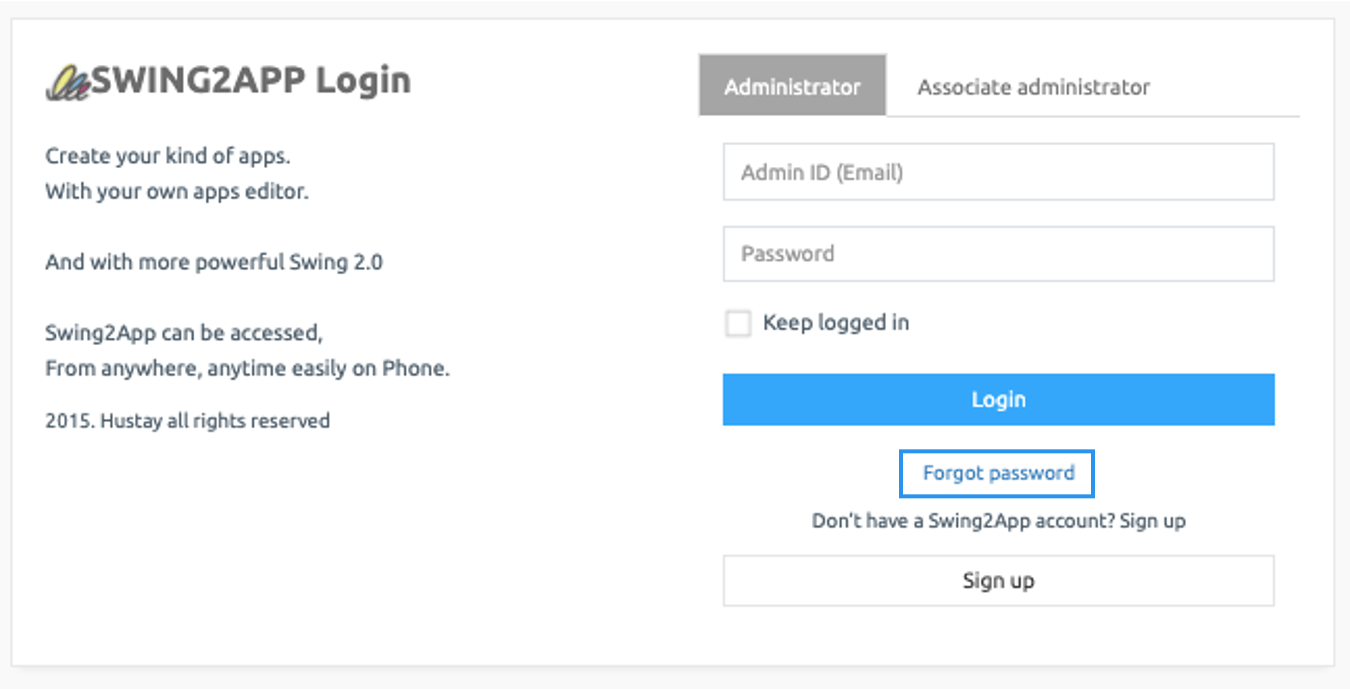 SWING2APP Login
Create your kind of apps.
With your own apps editor.
And with more powerful Swing 2.0
Swing2App can be accessed,
From anywhere, anytime easily on Phone.
2015. Hustay all rights reserved
Administrator
Associate administrator
Admin ID (Email)
Password
Keep logged in
Login
Forgot password
Don't have a Swing2App account? Sign up
Sign up